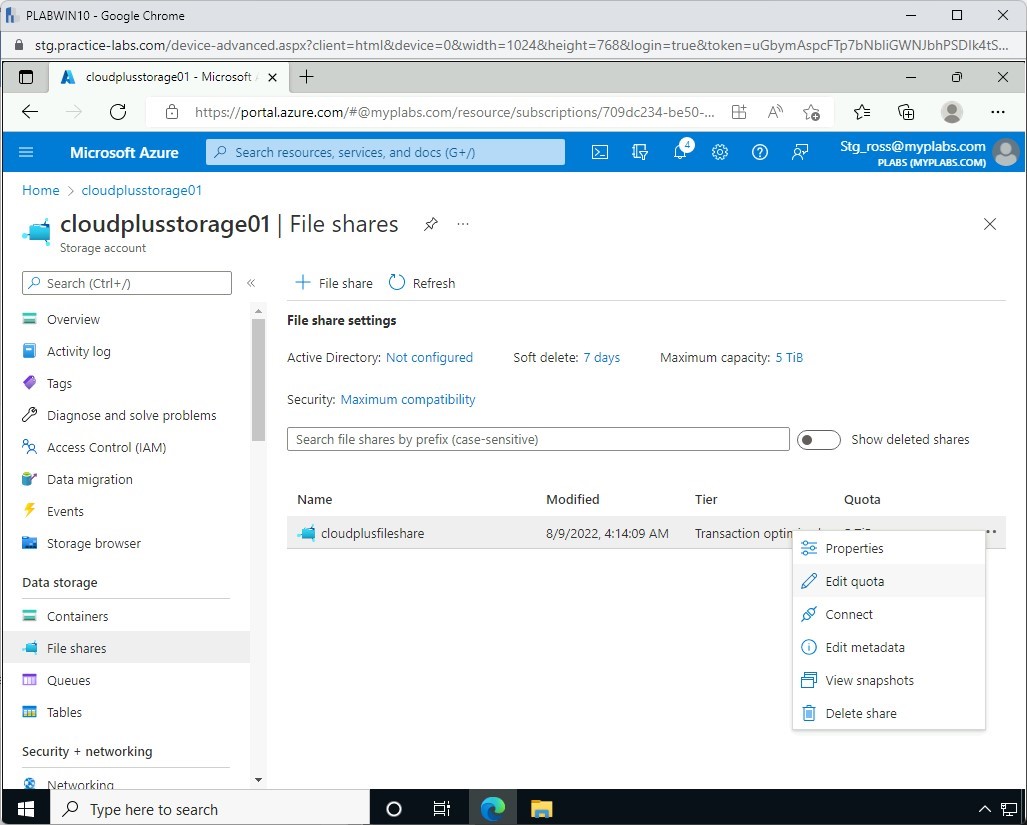 PLABWIN10 - Google Chrome
stg.practice-labs.com/device-advanced.aspx?client=html&device=0&width=1024&height=768&login=true&token=uGbymAspcFTp7bNbliGWNJbhPSDlk4tS...
cloudplusstorage01 - Microsoft
https://portal.azure.com/#@myplabs.com/resource/subscriptions/709dc234-be50-...
Microsoft Azure
Search resources, services, and docs (G+/)
4
Stg_ross@myplabs.com
PLABS (MYPLABS.COM)
Home > cloudplusstorage01
cloudplusstorage01 | File shares
Storage account
Search (Ctrl+/)
File share
Refresh
Overview
Activity log
Tags
Diagnose and solve problems
Access Control (IAM)
Data migration
Events
Storage browser
Data storage
Containers
File shares
Queues
Tables
Security + networking
Networking
File share settings
Active Directory: Not configured
Soft delete: 7 days
Maximum capacity: 5 TiB
Security: Maximum compatibility
Search file shares by prefix (case-sensitive)
Show deleted shares
Name Modified Tier Quota
cloudplusfileshare 8/9/2022, 4:14:09 AM Transaction
Properties
Edit quota
Connect
Edit metadata
View snapshots
Delete share
Type here to search